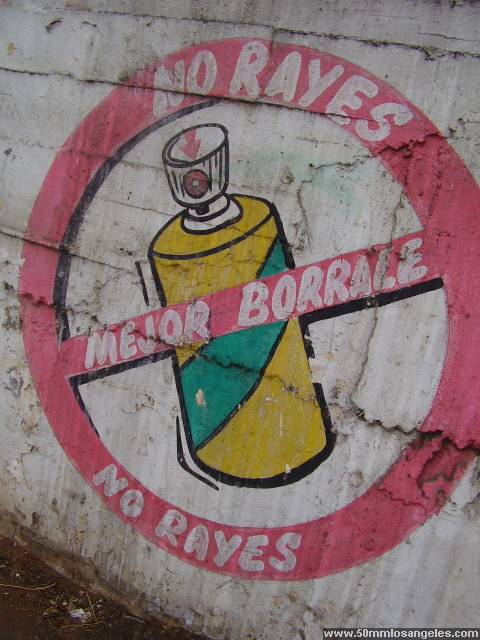 NO RAYES
MEJOR BORRALE
NO RAYES
www.50mmlosangeles.com